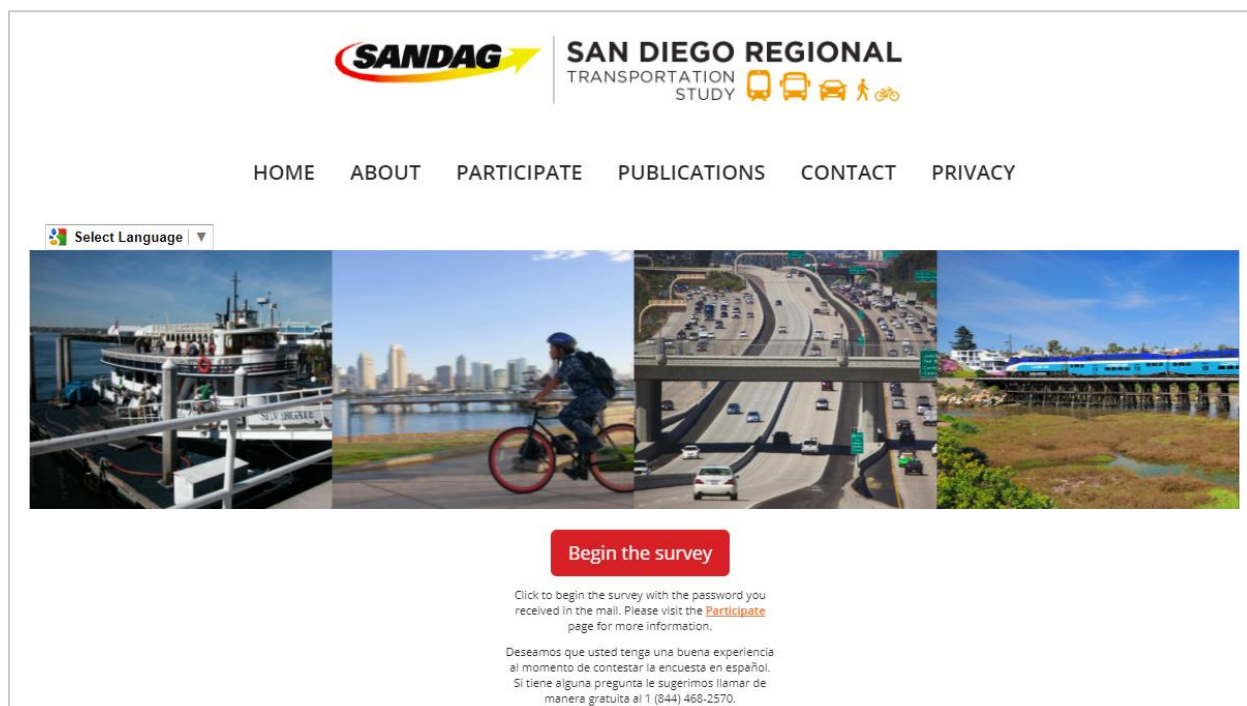 SANDAG
SAN DIEGO REGIONAL
TRANSPORTATION
STUDY
HOME ABOUT PARTICIPATE PUBLICATIONS CONTACT PRIVACY
Select Language ▼
SILVERGATE
Begin the survey
Click to begin the survey with the password you
received in the mail. Please visit the Participate
page for more information.
Deseamos que usted tenga una buena experiencia
al momento de contestar la encuesta en español.
Si tiene alguna pregunta le sugerimos llamar de
manera gratuita al 1 (844) 468-2570.